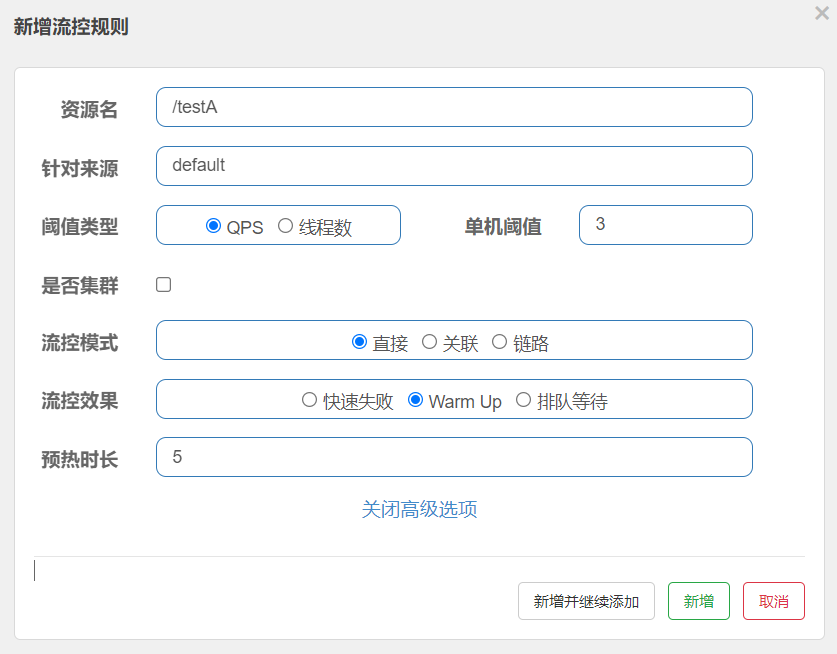 新增流控规则
资源名 /testA
针对来源 default
阈值类型 QPS 线程数 单机阈值 3
是否集群
流控模式 直接 关联 链路
流控效果 快速失败 Warm Up 排队等待
预热时长 5
关闭高级选项
新增并继续添加 新增 取消